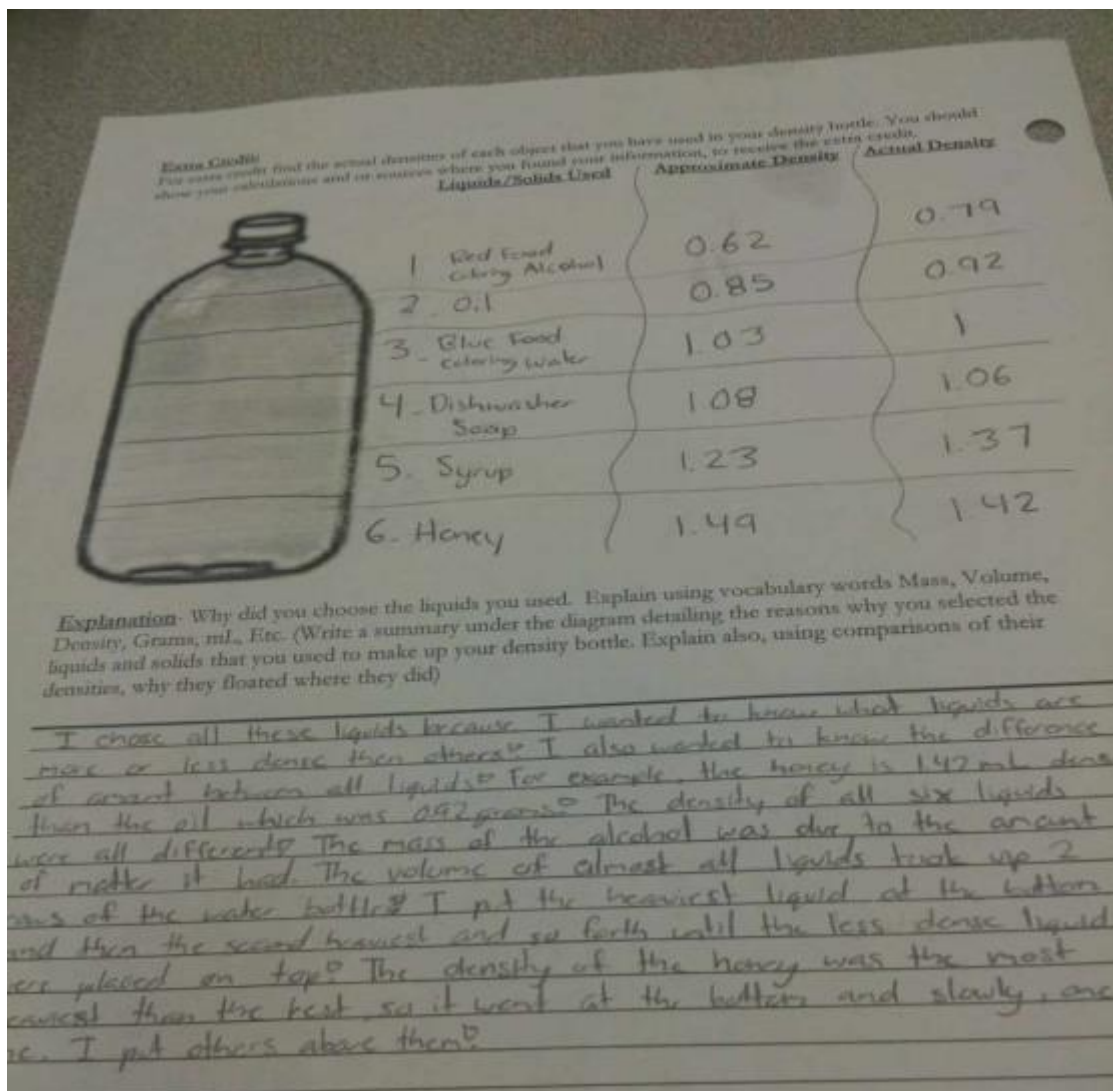 Extra Credit:
For extra credit find the actual densities of each object that you have used in your density bottle. You should
show your calculations and or sources where you found your information, to receive the extra credit.
Liquids/Solids Used Approximate Density Actual Density
1 Red Food Coloring Alcohol 0.62 0.79
2. Oil 0.85 0.92
3. Blue Food Coloring Water 1.03 1
4. Dishwasher Soap 1.08 1.06
5. Syrup 1.23 1.37
6. Honey 1.49 1.42
Explanation- Why did you choose the liquids you used. Explain using vocabulary words Mass, Volume,
Density, Grams, mL, Etc. (Write a summary under the diagram detailing the reasons why you selected the
liquids and solids that you used to make up your density bottle. Explain also, using comparisons of their
densities, why they floated where they did)
I chose all these liquids because I wanted to know what liquids are
more or less dense then others. I also wanted to know the difference
of amount between all liquids. For example, the honey is 1.42 mL dens
than the oil which was 0.92 grams. The density of all six liquids
were all different. The mass of the alcohol was due to the amount
of matter it had. The volume of almost all liquids took up 2
of the water bottle. I put the heaviest liquid at the bottom
and then the second heaviest and so forth until the less dense liquid
were placed on top. The density of the honey was the most
heaviest than the rest, so it went at the bottom and slowly, one
I put others above them.